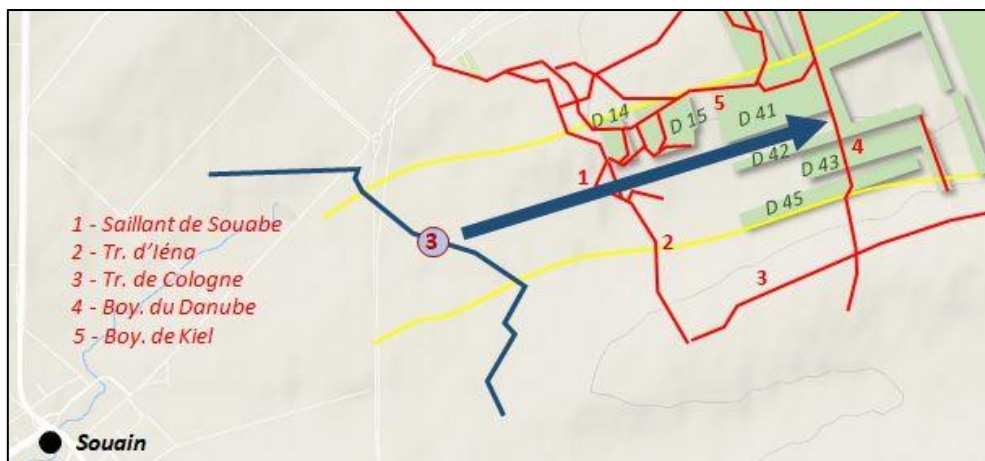 D 14
D 15
5
D 41
D 42
D 43
4
D 45
1
2
3
3
1 - Saillant de Souabe
2 - Tr. d'Iéna
3 - Tr. de Cologne
4 - Boy. du Danube
5 - Boy. de Kiel
Souain